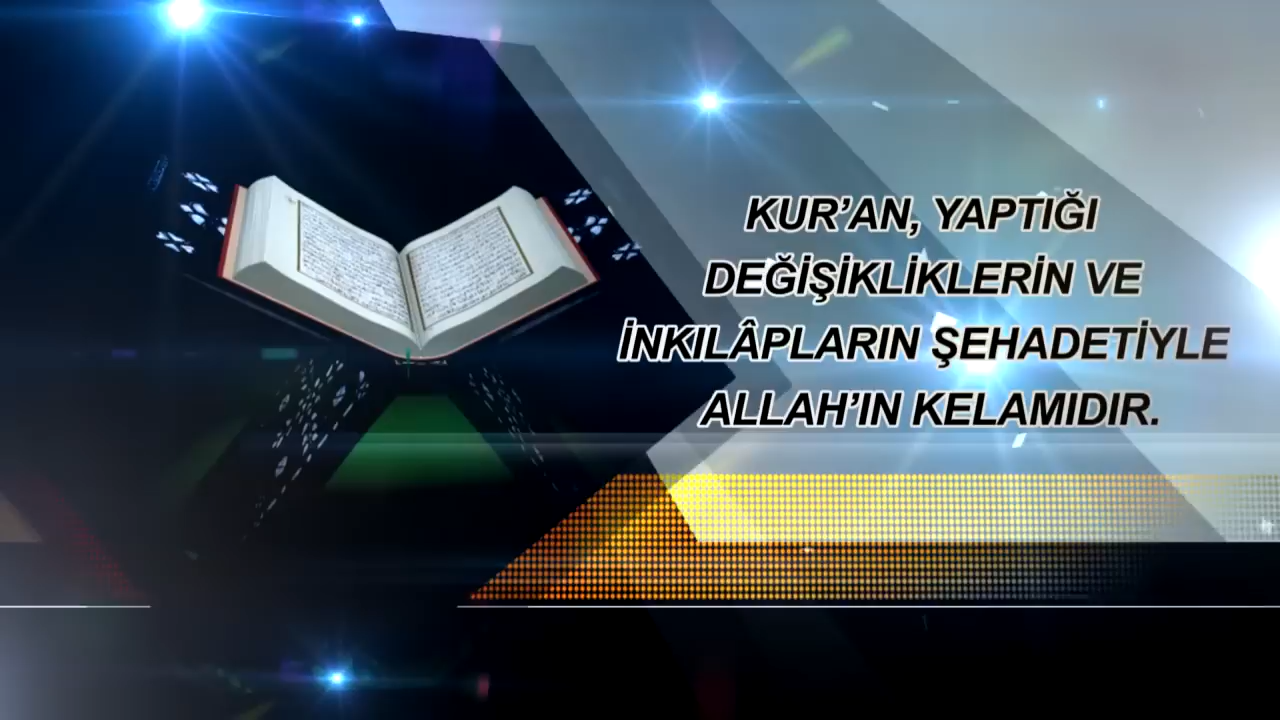 KUR’AN, YAPTIĞI
DEĞİŞİKLİKLERİN VE
İNKILÂPLARIN ŞEHADETİYLE
ALLAH’IN KELAMIDIR.